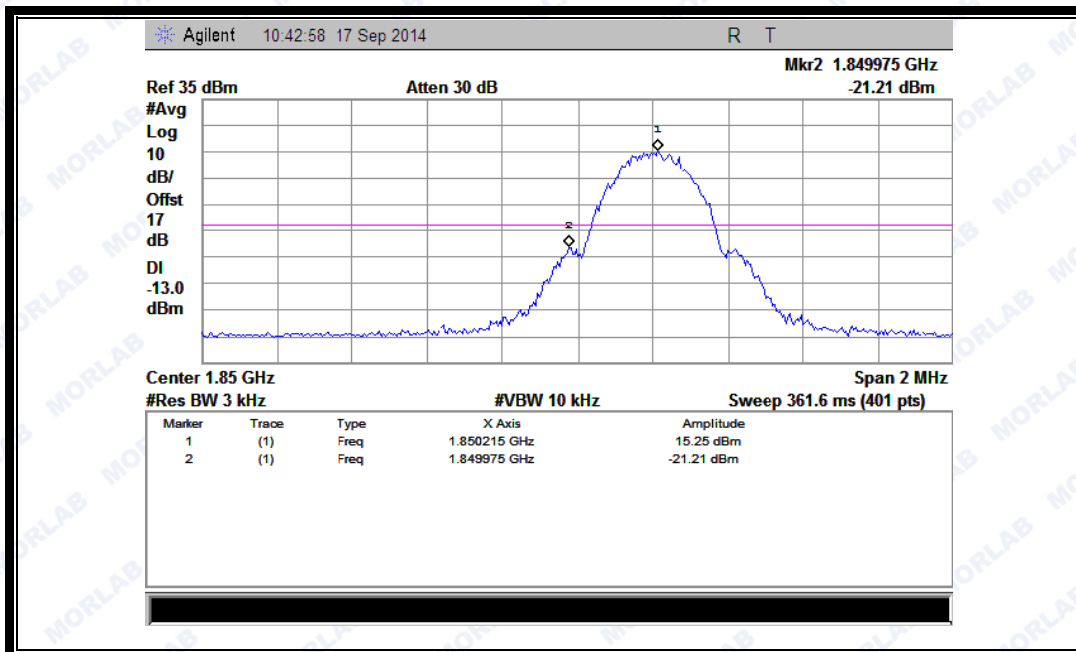 Agilent 10:42:58 17 Sep 2014 R T
Mkr2 1.849975 GHz
Ref 35 dBm Atten 30 dB -21.21 dBm
#Avg
Log
10
dB/
Offst
17
dB
DI
-13.0
dBm
1
2
Center 1.85 GHz Span 2 MHz
#Res BW 3 kHz #VBW 10 kHz Sweep 361.6 ms (401 pts)
Marker Trace Type X Axis Amplitude
1 (1) Freq 1.850215 GHz 15.25 dBm
2 (1) Freq 1.849975 GHz -21.21 dBm
MORLAB